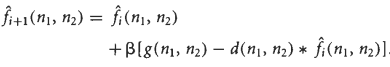 f̂ᵢ₊₁(n₁, n₂) = f̂ᵢ(n₁, n₂)
+ β[g(n₁, n₂) − d(n₁, n₂) ∗ f̂ᵢ(n₁, n₂)].